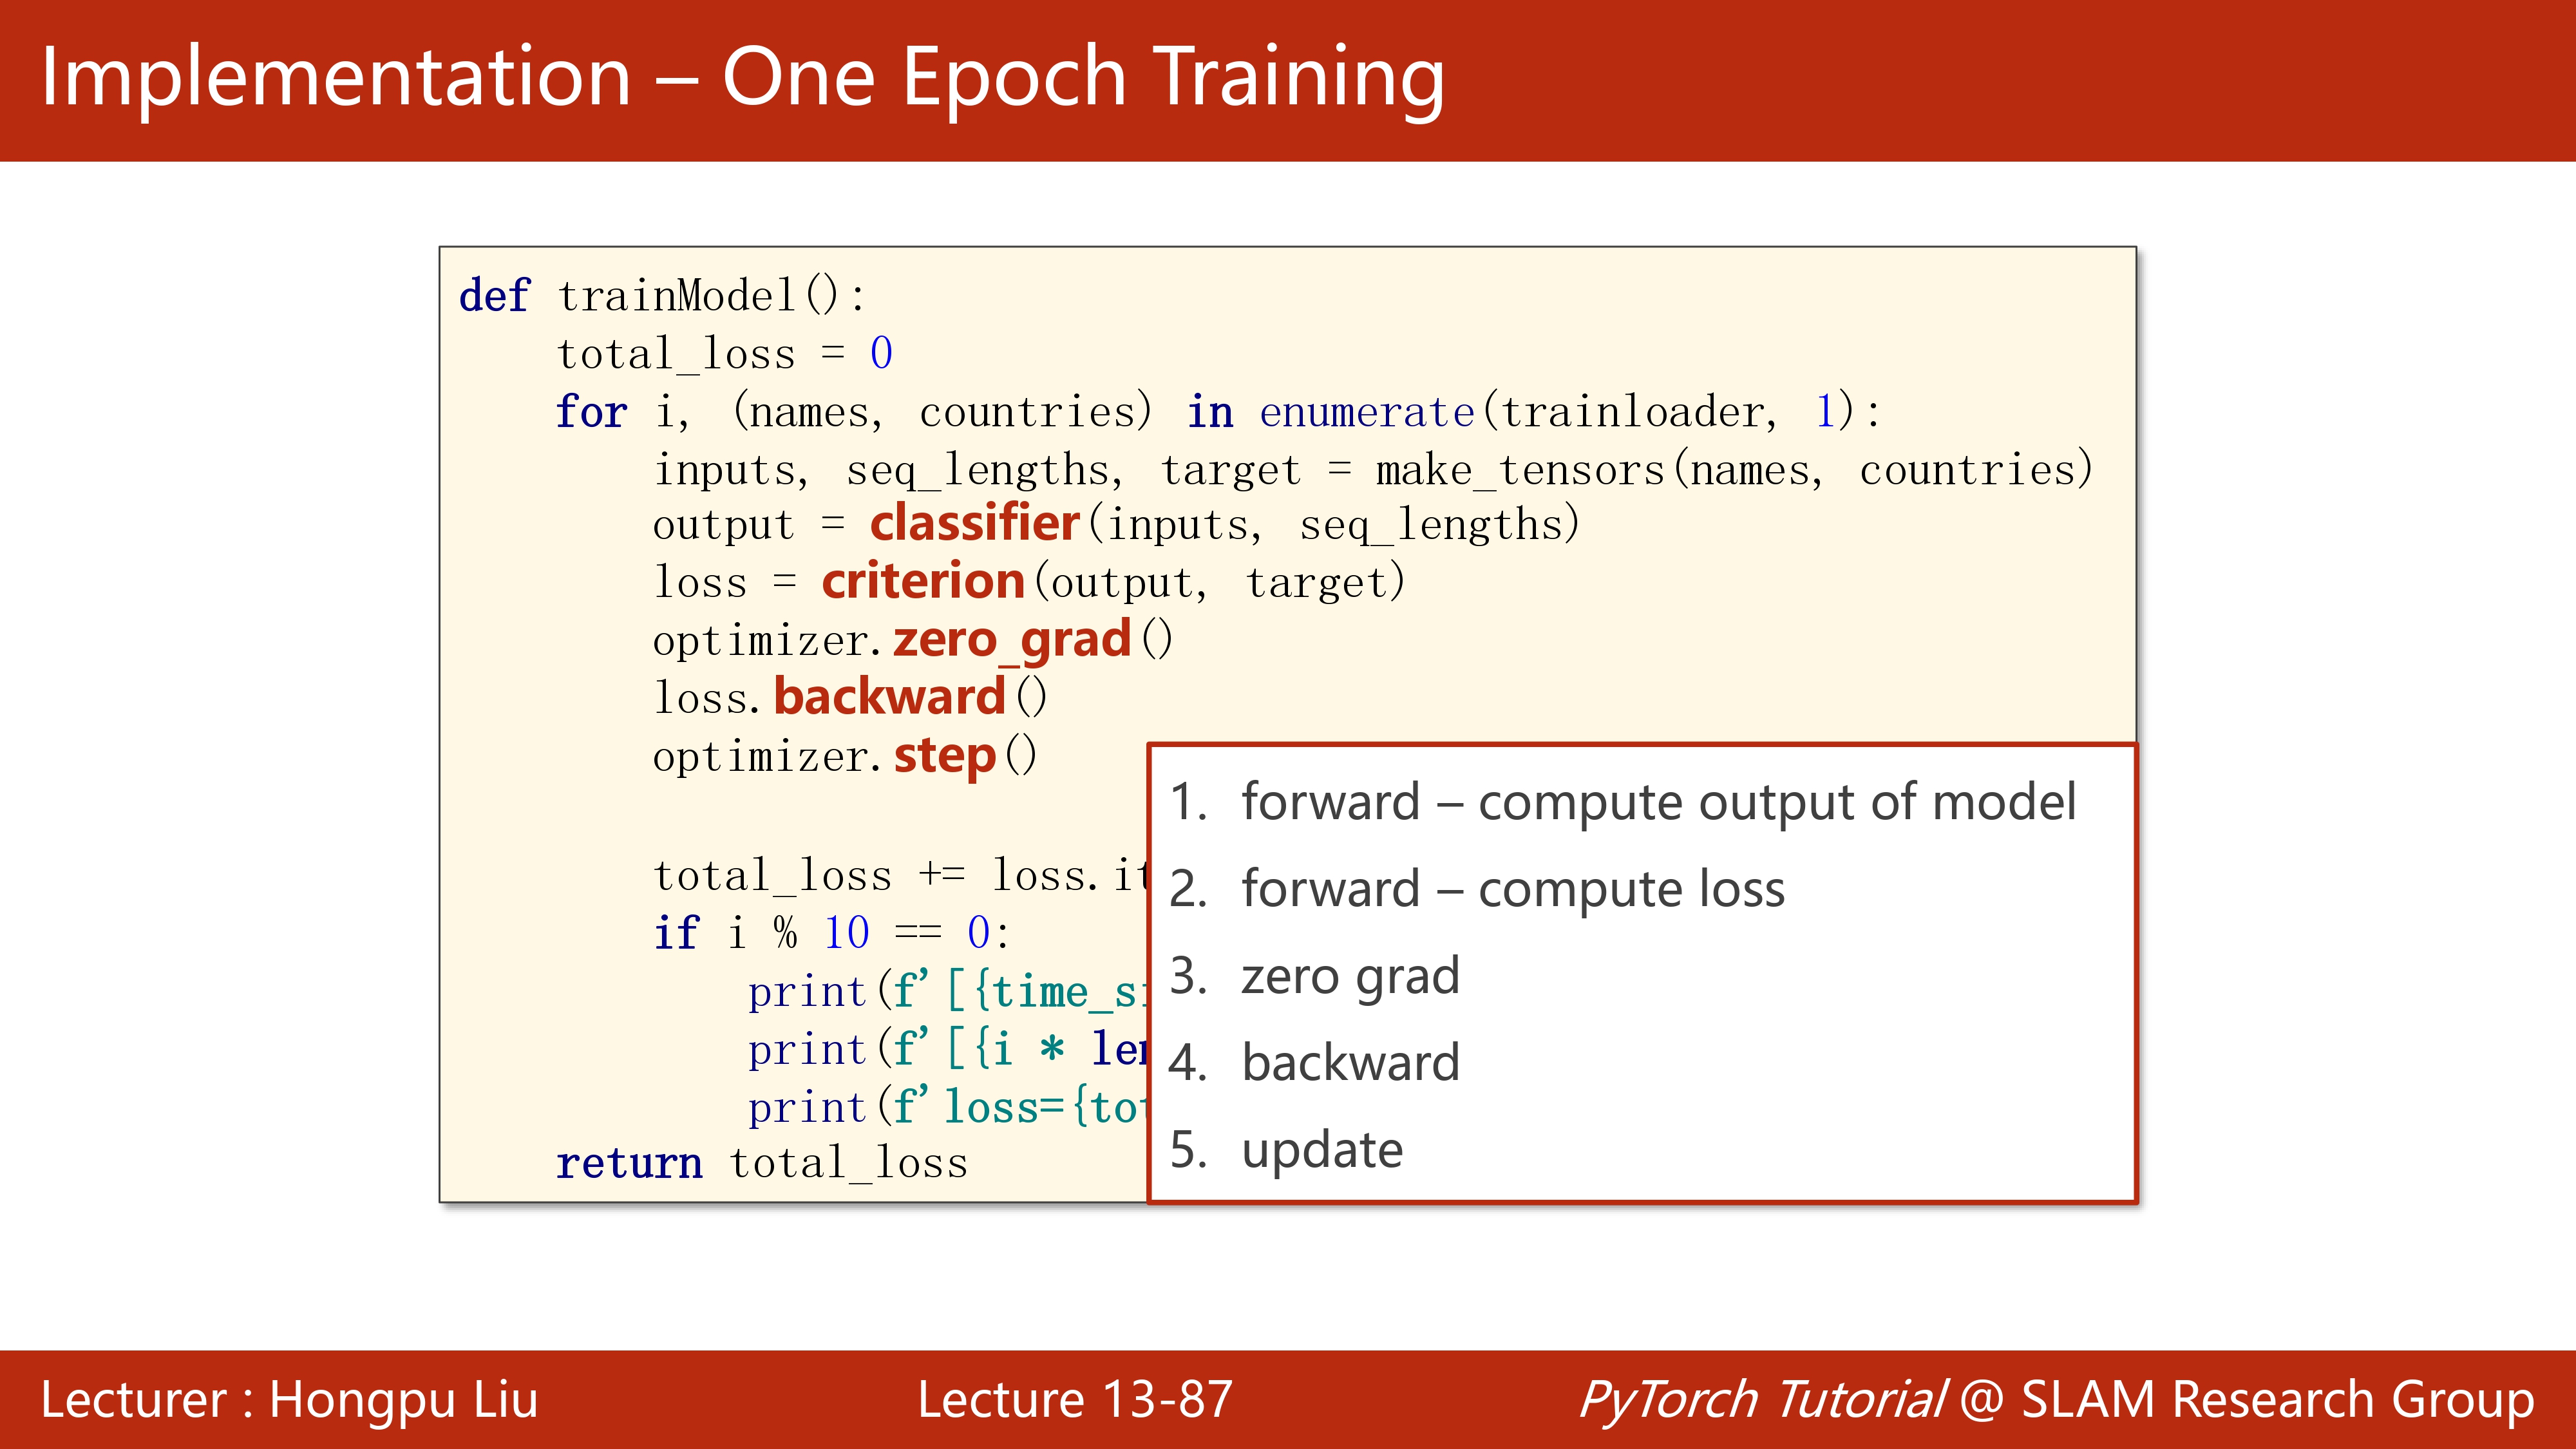 Implementation – One Epoch Training
def trainModel():
    total_loss = 0
    for i, (names, countries) in enumerate(trainloader, 1):
        inputs, seq_lengths, target = make_tensors(names, countries)
        output = classifier(inputs, seq_lengths)
        loss = criterion(output, target)
        optimizer.zero_grad()
        loss.backward()
        optimizer.step()
        total_loss += loss.it
        if i % 10 == 0:
            print(f'[{time_si
            print(f'[{i * len
            print(f'loss={tot
    return total_loss
1. forward – compute output of model
2. forward – compute loss
3. zero grad
4. backward
5. update
Lecturer : Hongpu Liu
Lecture 13-87
PyTorch Tutorial @ SLAM Research Group